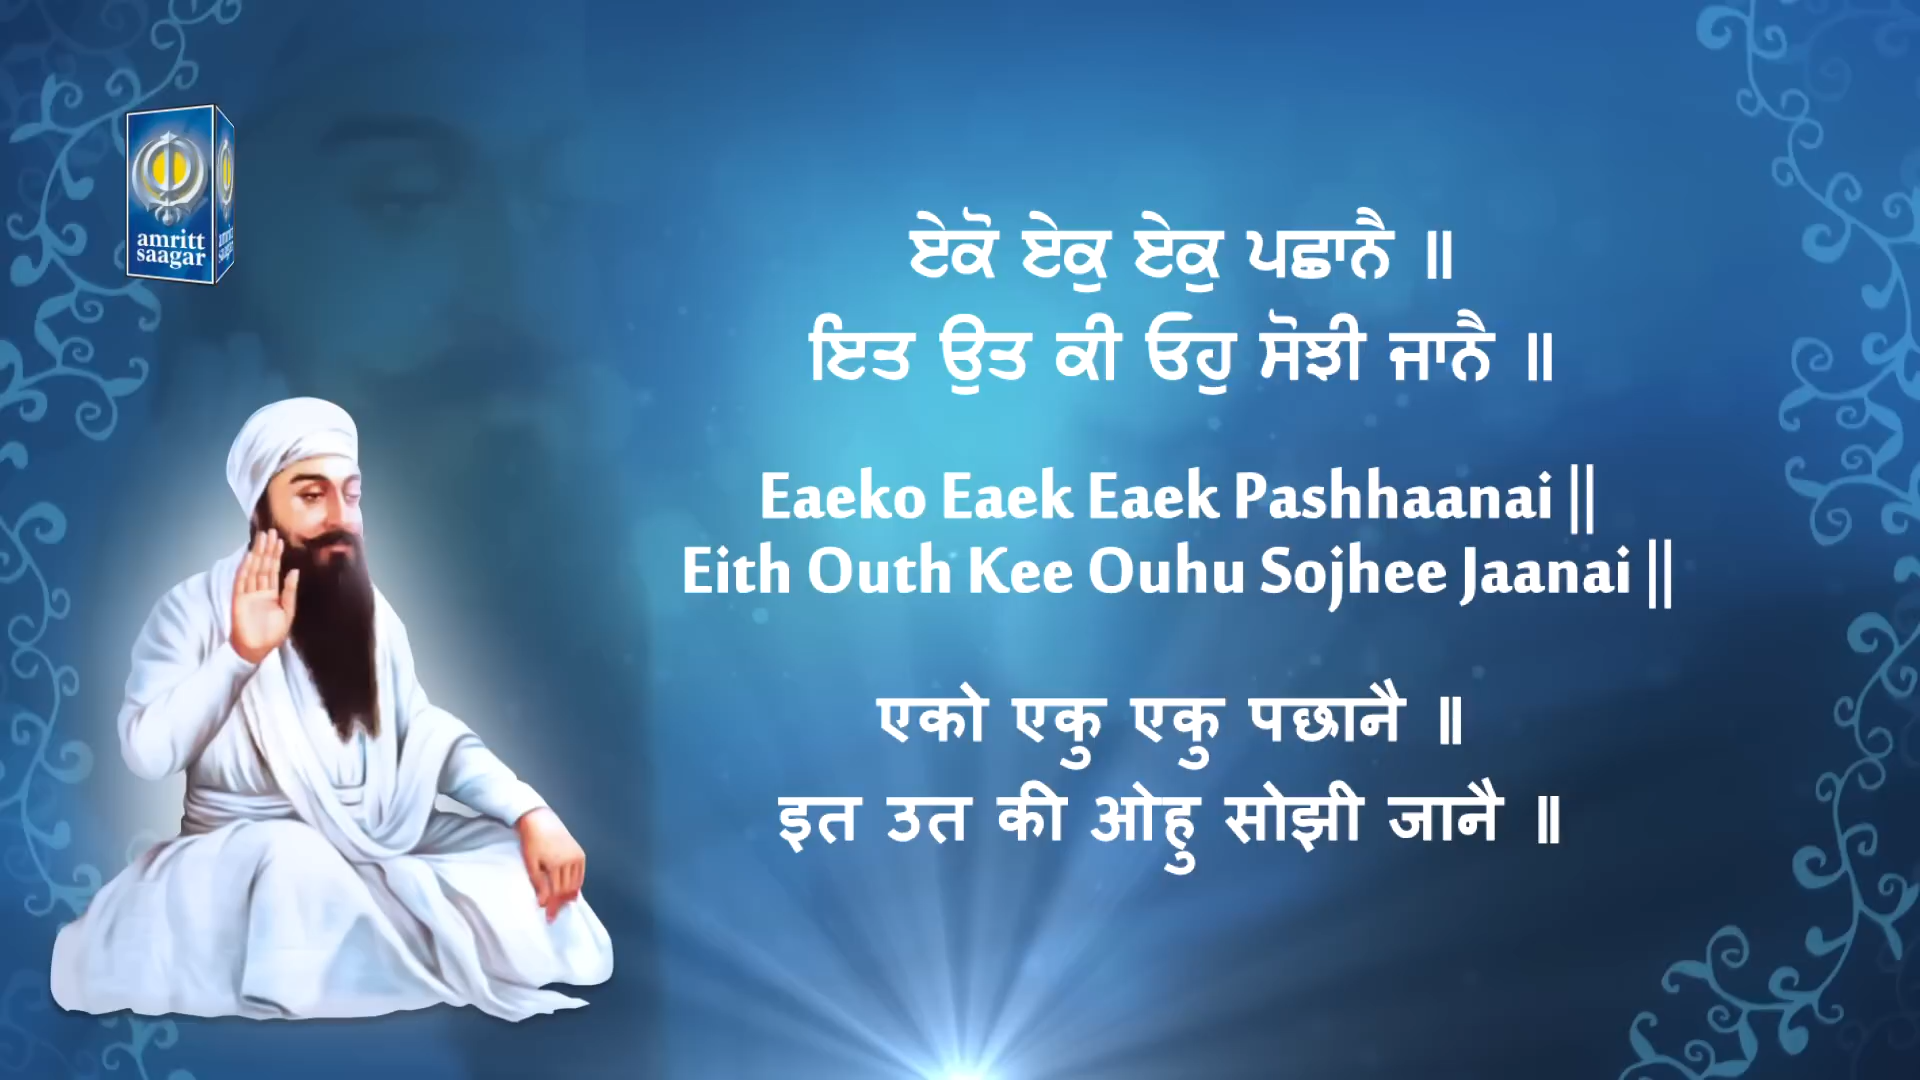 amritt
saagar
ਏਕੋ ਏਕੁ ਏਕੁ ਪਛਾਨੈ ॥
ਇਤ ਉਤ ਕੀ ਓਹੁ ਸੋਝੀ ਜਾਨੈ ॥
Eaeko Eaek Eaek Pashhaanai ||
Eith Outh Kee Ouhu Sojhee Jaanai ||
एको एकु एकु पछानै ॥
इत उत की ओहु सोझी जानै ॥